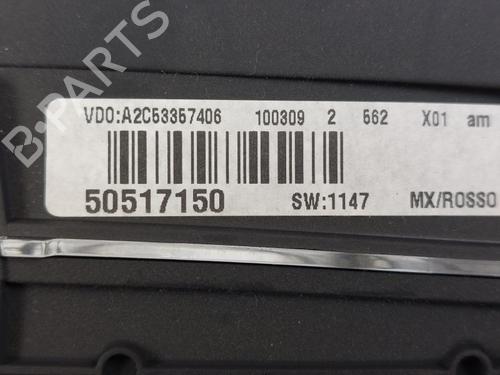 VDO:A2C53357406 100309 2 562 X01 am
50517150 SW:1147 MX/ROSSO
B-PARTS